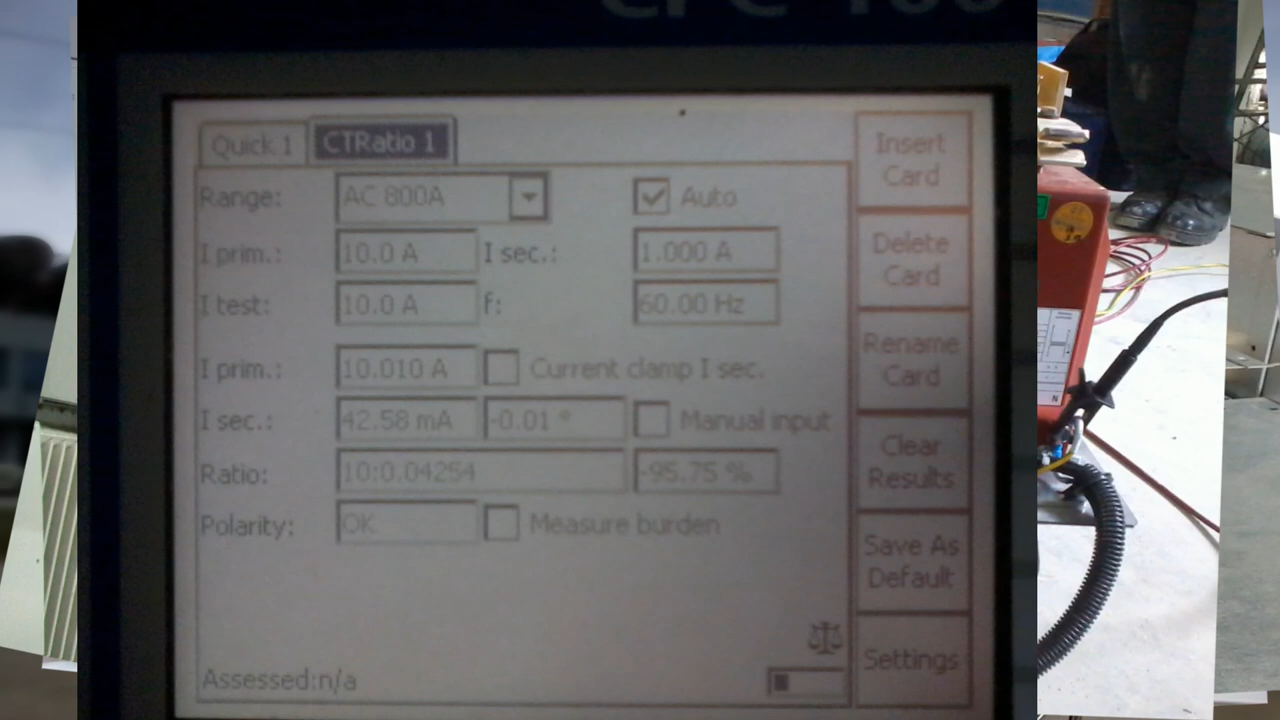 CPC 100
Quick 1 CTRatio 1
Insert Card
Range: AC 800A Auto
Delete Card
I prim.: 10.0 A I sec.: 1.000 A
I test: 10.0 A f: 60.00 Hz
Rename Card
I prim.: 10.010 A Current clamp I sec.
I sec.: 42.58 mA -0.01 ° Manual input
Clear Results
Ratio: 10:0.04254 -95.75 %
Polarity: OK Measure burden
Save As Default
Settings
Assessed:n/a